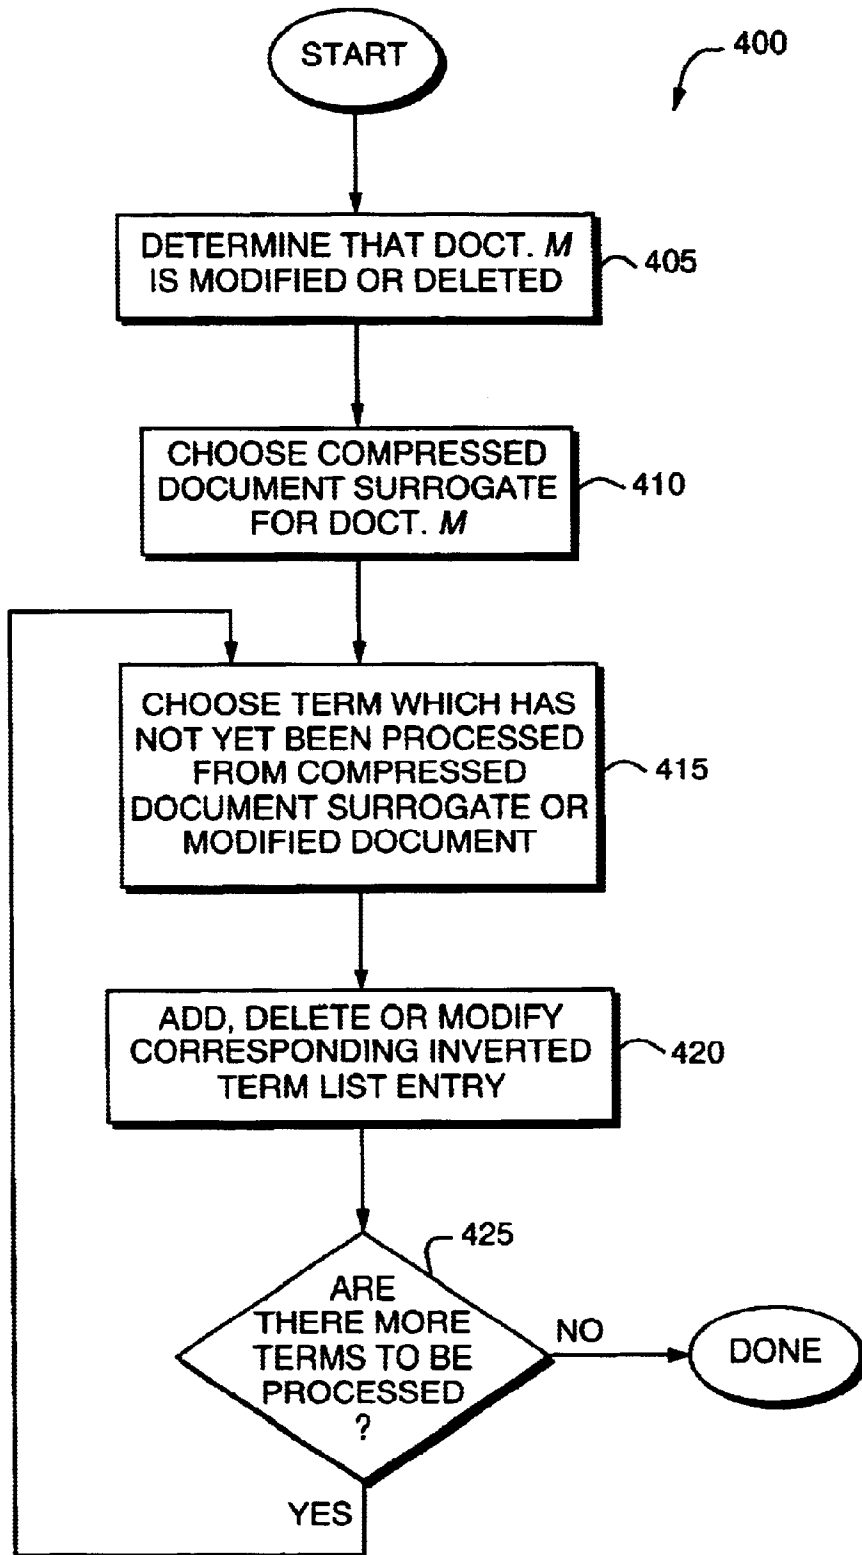 START
400
DETERMINE THAT DOCT. M
IS MODIFIED OR DELETED
405
CHOOSE COMPRESSED
DOCUMENT SURROGATE
FOR DOCT. M
410
CHOOSE TERM WHICH HAS
NOT YET BEEN PROCESSED
FROM COMPRESSED
DOCUMENT SURROGATE OR
MODIFIED DOCUMENT
415
ADD, DELETE OR MODIFY
CORRESPONDING INVERTED
TERM LIST ENTRY
420
425
ARE
THERE MORE
TERMS TO BE
PROCESSED
?
NO
DONE
YES